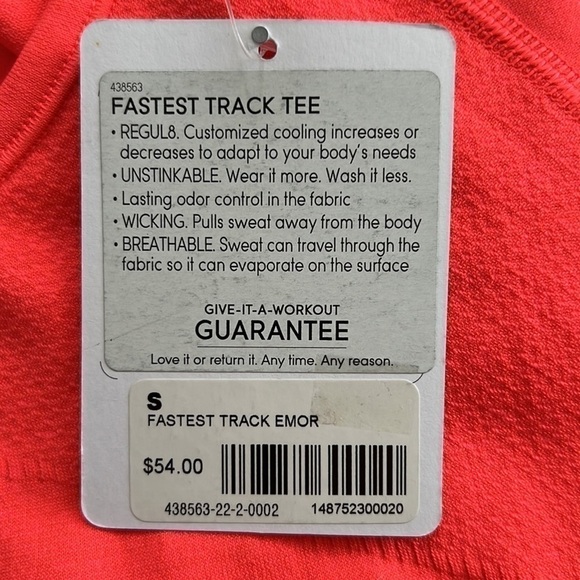 438563
FASTEST TRACK TEE
• REGUL8. Customized cooling increases or
decreases to adapt to your body's needs
• UNSTINKABLE. Wear it more. Wash it less.
• Lasting odor control in the fabric
• WICKING. Pulls sweat away from the body
• BREATHABLE. Sweat can travel through the
fabric so it can evaporate on the surface
GIVE-IT-A-WORKOUT
GUARANTEE
Love it or return it. Any time. Any reason.
S
FASTEST TRACK EMOR
$54.00
438563-22-2-0002 148752300020